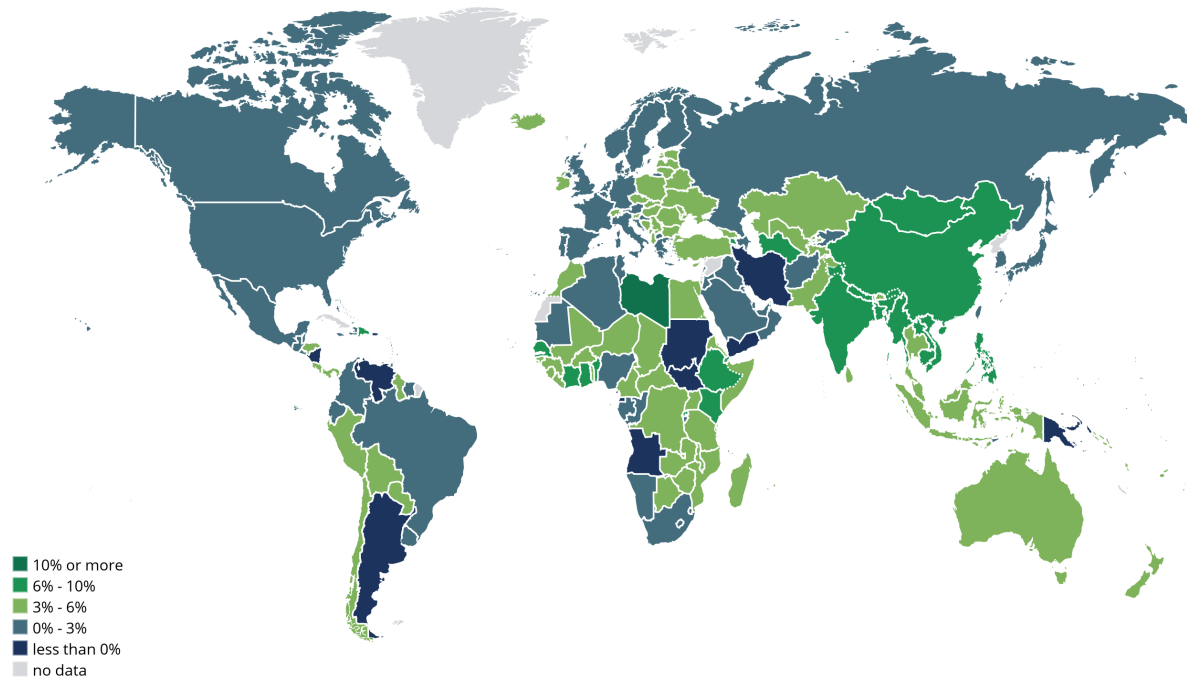 10% or more
6% - 10%
3% - 6%
0% - 3%
less than 0%
no data